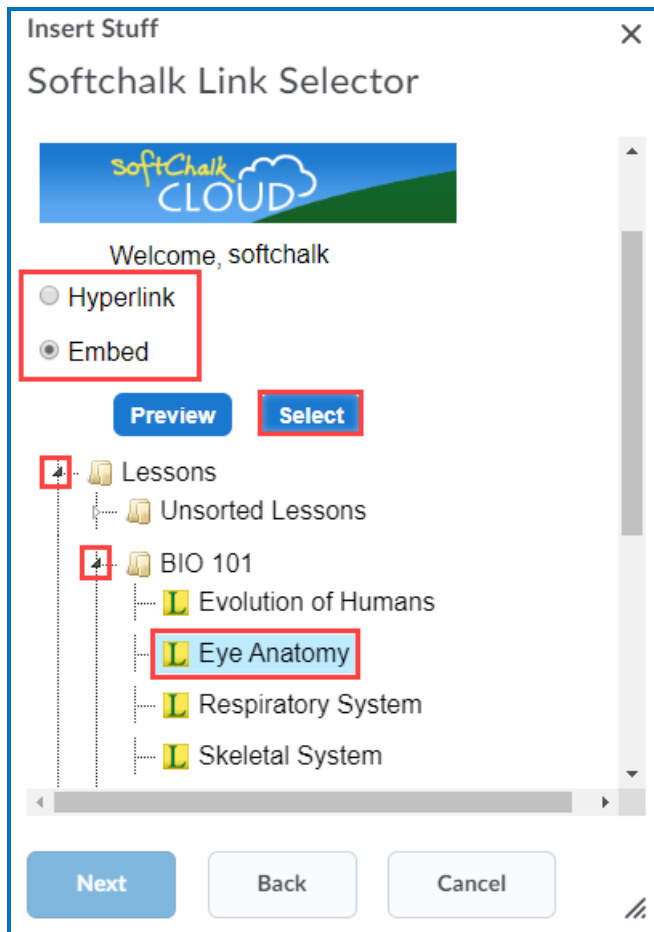 Insert Stuff
Softchalk Link Selector
softChalk
CLOUD
Welcome, softchalk
Hyperlink
Embed
Preview Select
Lessons
Unsorted Lessons
BIO 101
L Evolution of Humans
L Eye Anatomy
L Respiratory System
L Skeletal System
Next Back Cancel